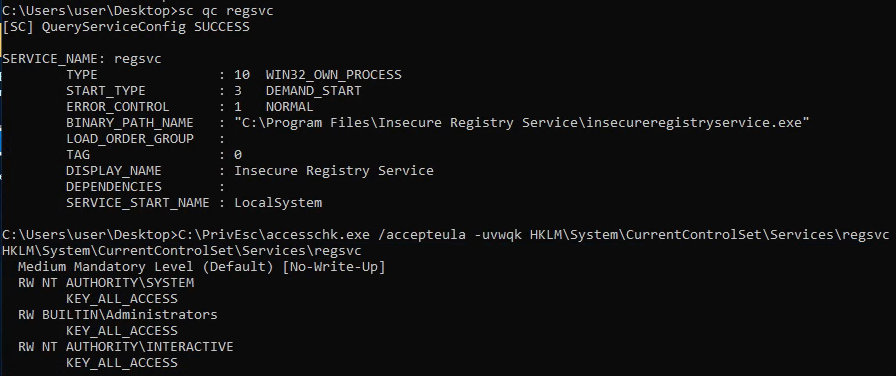 C:\Users\user\Desktop>sc qc regsvc
[SC] QueryServiceConfig SUCCESS
SERVICE_NAME: regsvc
TYPE : 10 WIN32_OWN_PROCESS
START_TYPE : 3 DEMAND_START
ERROR_CONTROL : 1 NORMAL
BINARY_PATH_NAME : "C:\Program Files\Insecure Registry Service\insecureregistryservice.exe"
LOAD_ORDER_GROUP :
TAG : 0
DISPLAY_NAME : Insecure Registry Service
DEPENDENCIES :
SERVICE_START_NAME : LocalSystem
C:\Users\user\Desktop>C:\PrivEsc\accesschk.exe /accepteula -uvwqk HKLM\System\CurrentControlSet\Services\regsvc
HKLM\System\CurrentControlSet\Services\regsvc
Medium Mandatory Level (Default) [No-Write-Up]
RW NT AUTHORITY\SYSTEM
KEY_ALL_ACCESS
RW BUILTIN\Administrators
KEY_ALL_ACCESS
RW NT AUTHORITY\INTERACTIVE
KEY_ALL_ACCESS